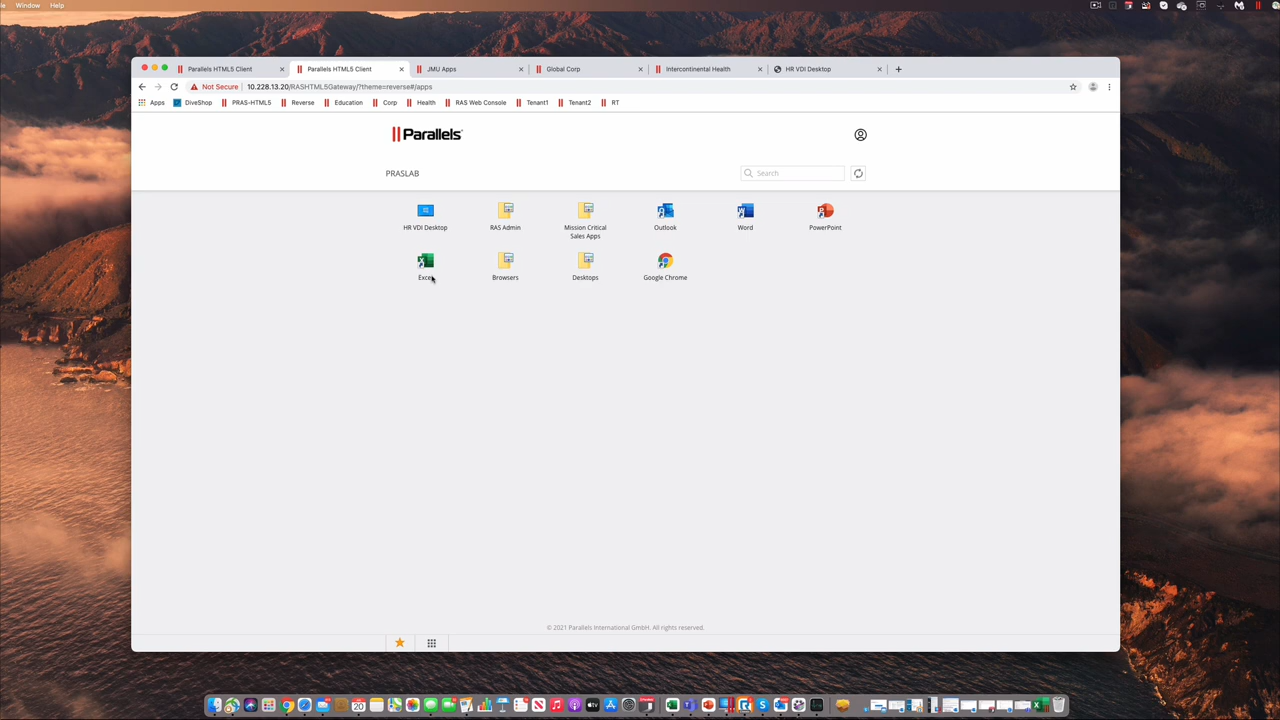 Window Help
Parallels HTML5 Client Parallels HTML5 Client JMU Apps Global Corp Intercontinental Health HR VDI Desktop
Not Secure 10.228.13.20/RASHTML5Gateway/?theme=reverse#/apps
Apps DiveShop PRAS-HTML5 Reverse Education Corp Health RAS Web Console Tenant1 Tenant2 RT
Parallels
PRASLAB Search
HR VDI Desktop RAS Admin Mission Critical Outlook Word PowerPoint
Sales Apps
Excel Browsers Desktops Google Chrome
© 2021 Parallels International GmbH. All rights reserved.